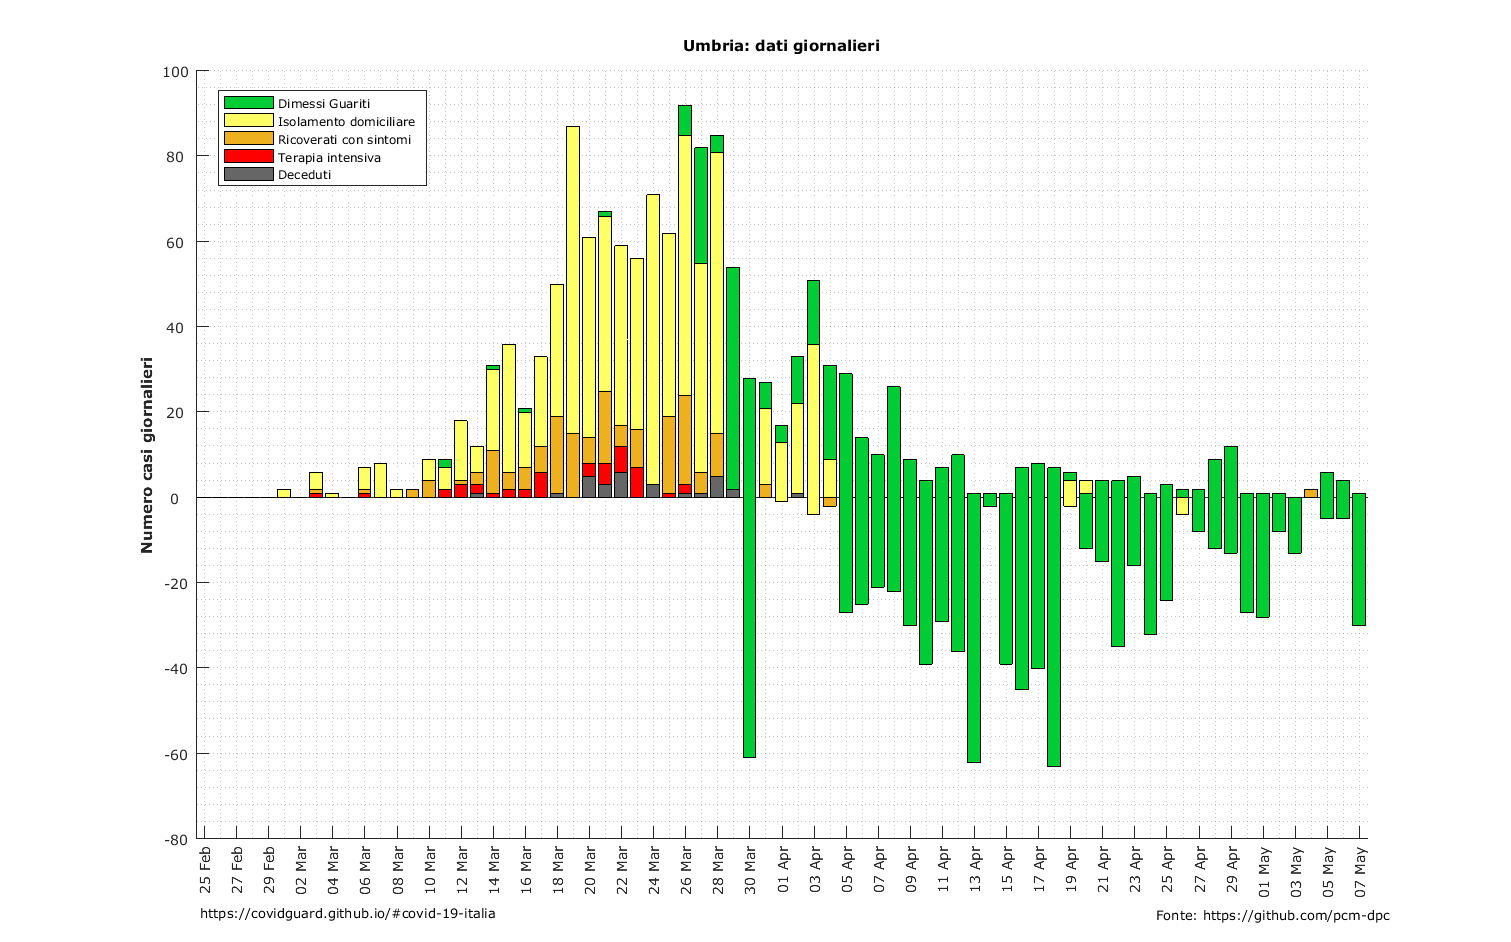 Umbria: dati giornalieri
100
80
60
40
20
0
-20
-40
-60
-80
Numero casi giornalieri
Dimessi Guariti
Isolamento domiciliare
Ricoverati con sintomi
Terapia intensiva
Deceduti
25 Feb
27 Feb
29 Feb
02 Mar
04 Mar
06 Mar
08 Mar
10 Mar
12 Mar
14 Mar
16 Mar
18 Mar
20 Mar
22 Mar
24 Mar
26 Mar
28 Mar
30 Mar
01 Apr
03 Apr
05 Apr
07 Apr
09 Apr
11 Apr
13 Apr
15 Apr
17 Apr
19 Apr
21 Apr
23 Apr
25 Apr
27 Apr
29 Apr
01 May
03 May
05 May
07 May
https://covidguard.github.io/#covid-19-italia
Fonte: https://github.com/pcm-dpc